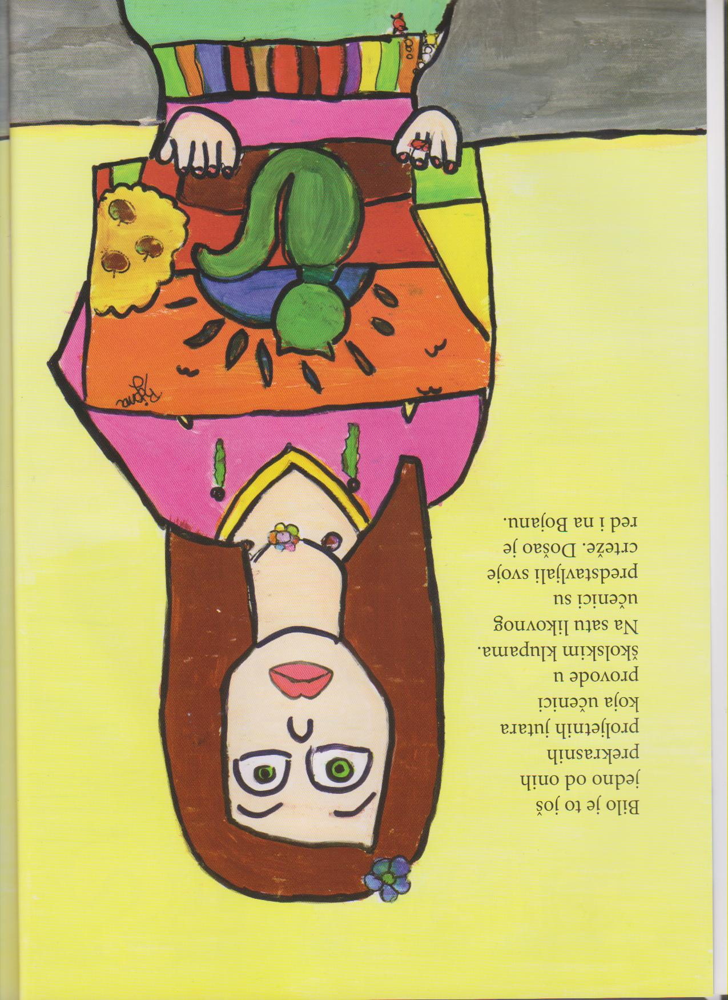 Bilo je to još
jedno od onih
prekrasnih
proljetnih jutara
koja učenici
provode u
školskim klupama.
Na satu likovnog
učenici su
predstavljali svoje
crteže. Došao je
red i na Bojanu.